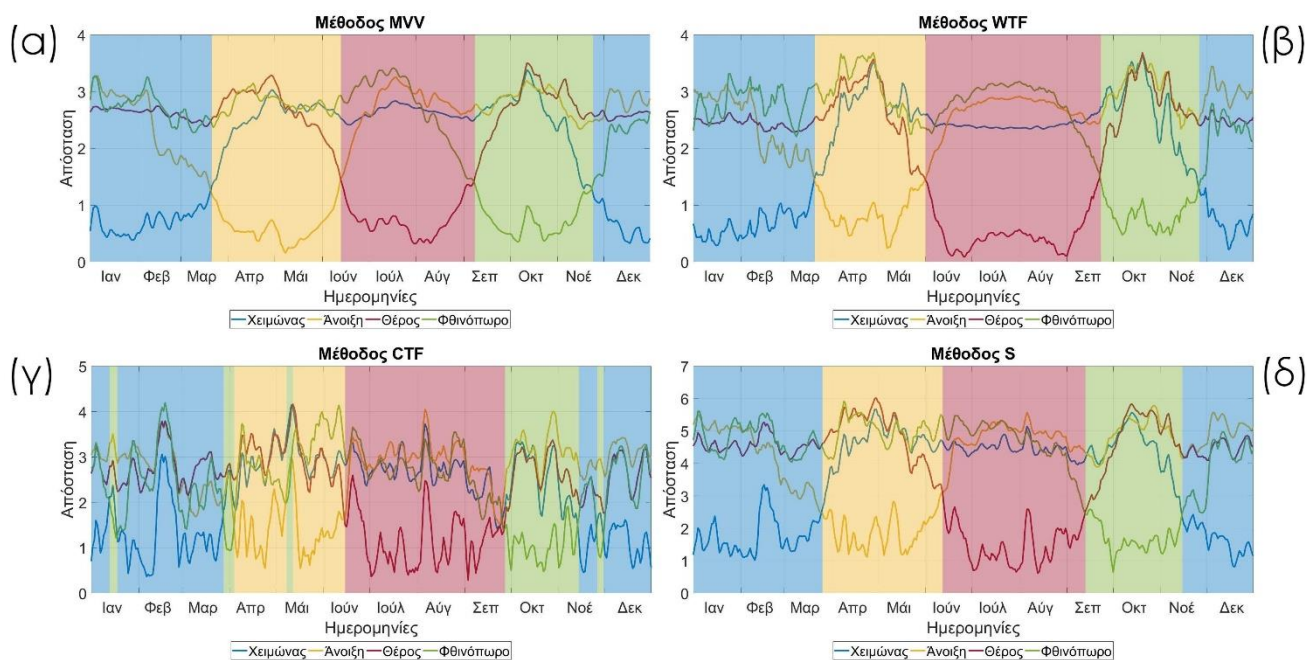 (α)
Μέθοδος MVV
Απόσταση
4
3
2
1
0
Ιαν Φεβ Μαρ Απρ Μάι Ιούν Ιούλ Αύγ Σεπ Οκτ Νοέ Δεκ
Ημερομηνίες
Χειμώνας Άνοιξη Θέρος Φθινόπωρο
Μέθοδος WTF
(β)
Απόσταση
4
3
2
1
0
Ιαν Φεβ Μαρ Απρ Μάι Ιούν Ιούλ Αύγ Σεπ Οκτ Νοέ Δεκ
Ημερομηνίες
Χειμώνας Άνοιξη Θέρος Φθινόπωρο
(γ)
Μέθοδος CTF
Απόσταση
5
4
3
2
1
0
Ιαν Φεβ Μαρ Απρ Μάι Ιούν Ιούλ Αύγ Σεπ Οκτ Νοέ Δεκ
Ημερομηνίες
Χειμώνας Άνοιξη Θέρος Φθινόπωρο
Μέθοδος S
(δ)
Απόσταση
7
6
5
4
3
2
1
0
Ιαν Φεβ Μαρ Απρ Μάι Ιούν Ιούλ Αύγ Σεπ Οκτ Νοέ Δεκ
Ημερομηνίες
Χειμώνας Άνοιξη Θέρος Φθινόπωρο